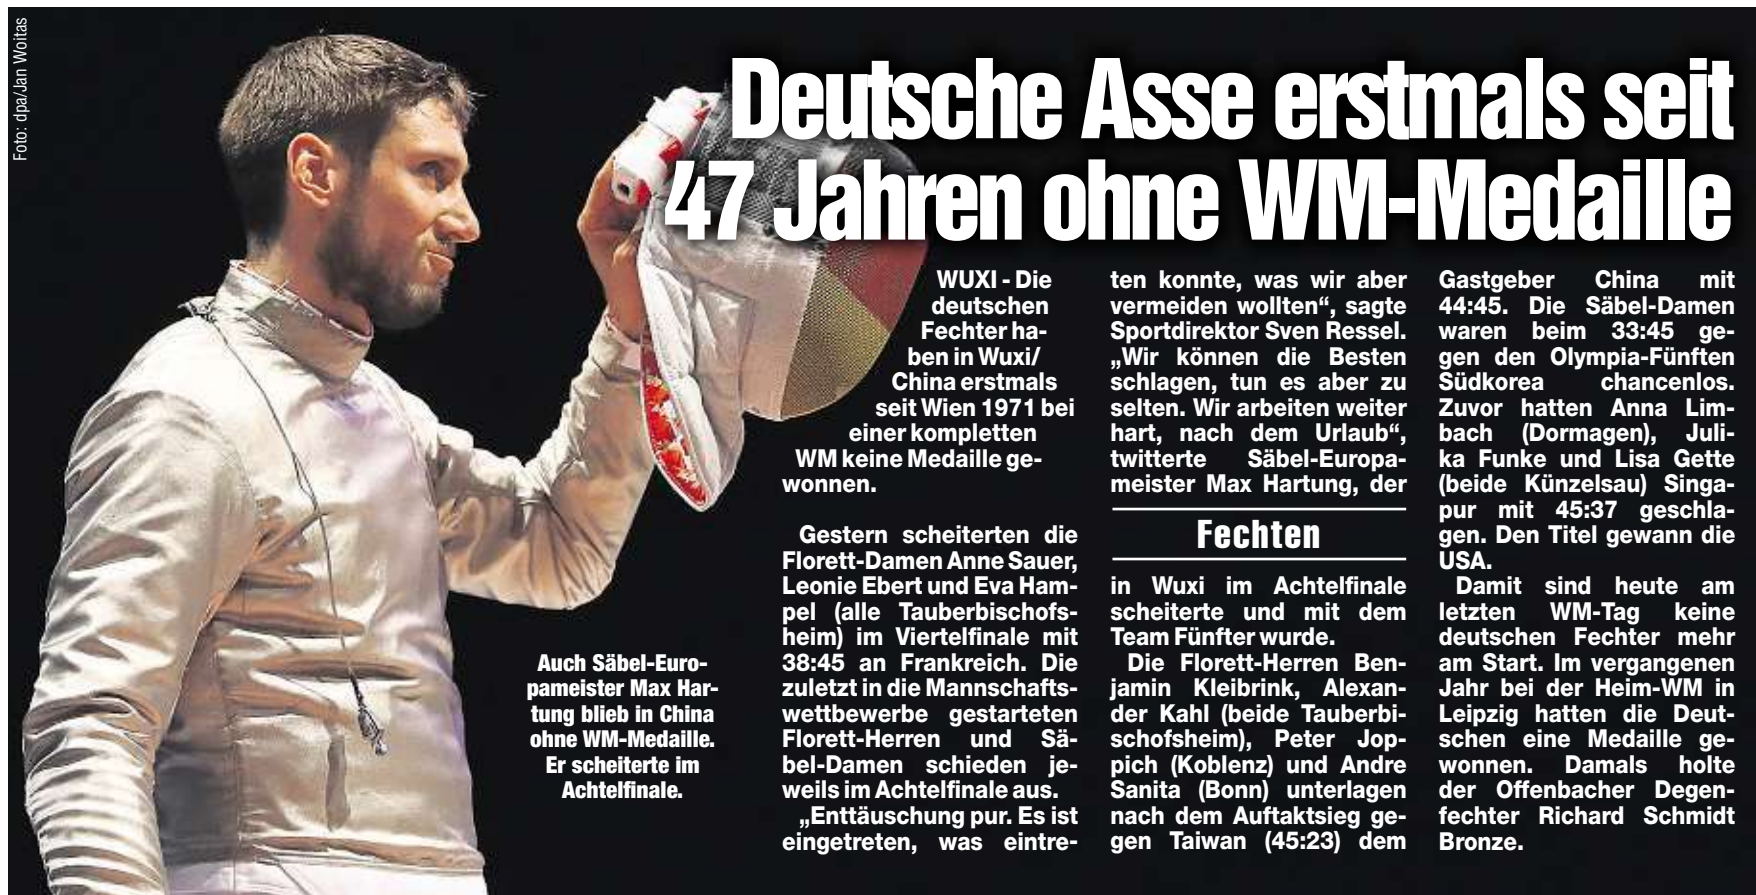 Foto: dpa/Jan Woitas
Deutsche Asse erstmals seit
47 Jahren ohne WM-Medaille
WUXI - Die
deutschen
Fechter ha-
ben in Wuxi/
China erstmals
seit Wien 1971 bei
einer kompletten
WM keine Medaille ge-
wonnen.
Gestern scheiterten die
Florett-Damen Anne Sauer,
Leonie Ebert und Eva Ham-
pel (alle Tauberbischofs-
heim) im Viertelfinale mit
38:45 an Frankreich. Die
zuletzt in die Mannschafts-
wettbewerbe gestarteten
Florett-Herren und Sä-
bel-Damen schieden je-
weils im Achtelfinale aus.
„Enttäuschung pur. Es ist
eingetreten, was eintre-
ten konnte, was wir aber
vermeiden wollten“, sagte
Sportdirektor Sven Ressel.
„Wir können die Besten
schlagen, tun es aber zu
selten. Wir arbeiten weiter
hart, nach dem Urlaub“,
twitterte Säbel-Europa-
meister Max Hartung, der
Fechten
in Wuxi im Achtelfinale
scheiterte und mit dem
Team Fünfter wurde.
Die Florett-Herren Ben-
jamin Kleibrink, Alexan-
der Kahl (beide Tauberbi-
schofsheim), Peter Jop-
pich (Koblenz) und Andre
Sanita (Bonn) unterlagen
nach dem Auftaktsieg ge-
gen Taiwan (45:23) dem
Gastgeber China mit
44:45. Die Säbel-Damen
waren beim 33:45 ge-
gen den Olympia-Fünften
Südkorea chancenlos.
Zuvor hatten Anna Lim-
bach (Dormagen), Juli-
ka Funke und Lisa Gette
(beide Künzelsau) Singa-
pur mit 45:37 geschla-
gen. Den Titel gewann die
USA.
Damit sind heute am
letzten WM-Tag keine
deutschen Fechter mehr
am Start. Im vergangenen
Jahr bei der Heim-WM in
Leipzig hatten die Deut-
schen eine Medaille ge-
wonnen. Damals holte
der Offenbacher Degen-
fechter Richard Schmidt
Bronze.
Auch Säbel-Euro-
pameister Max Har-
tung blieb in China
ohne WM-Medaille.
Er scheiterte im
Achtelfinale.